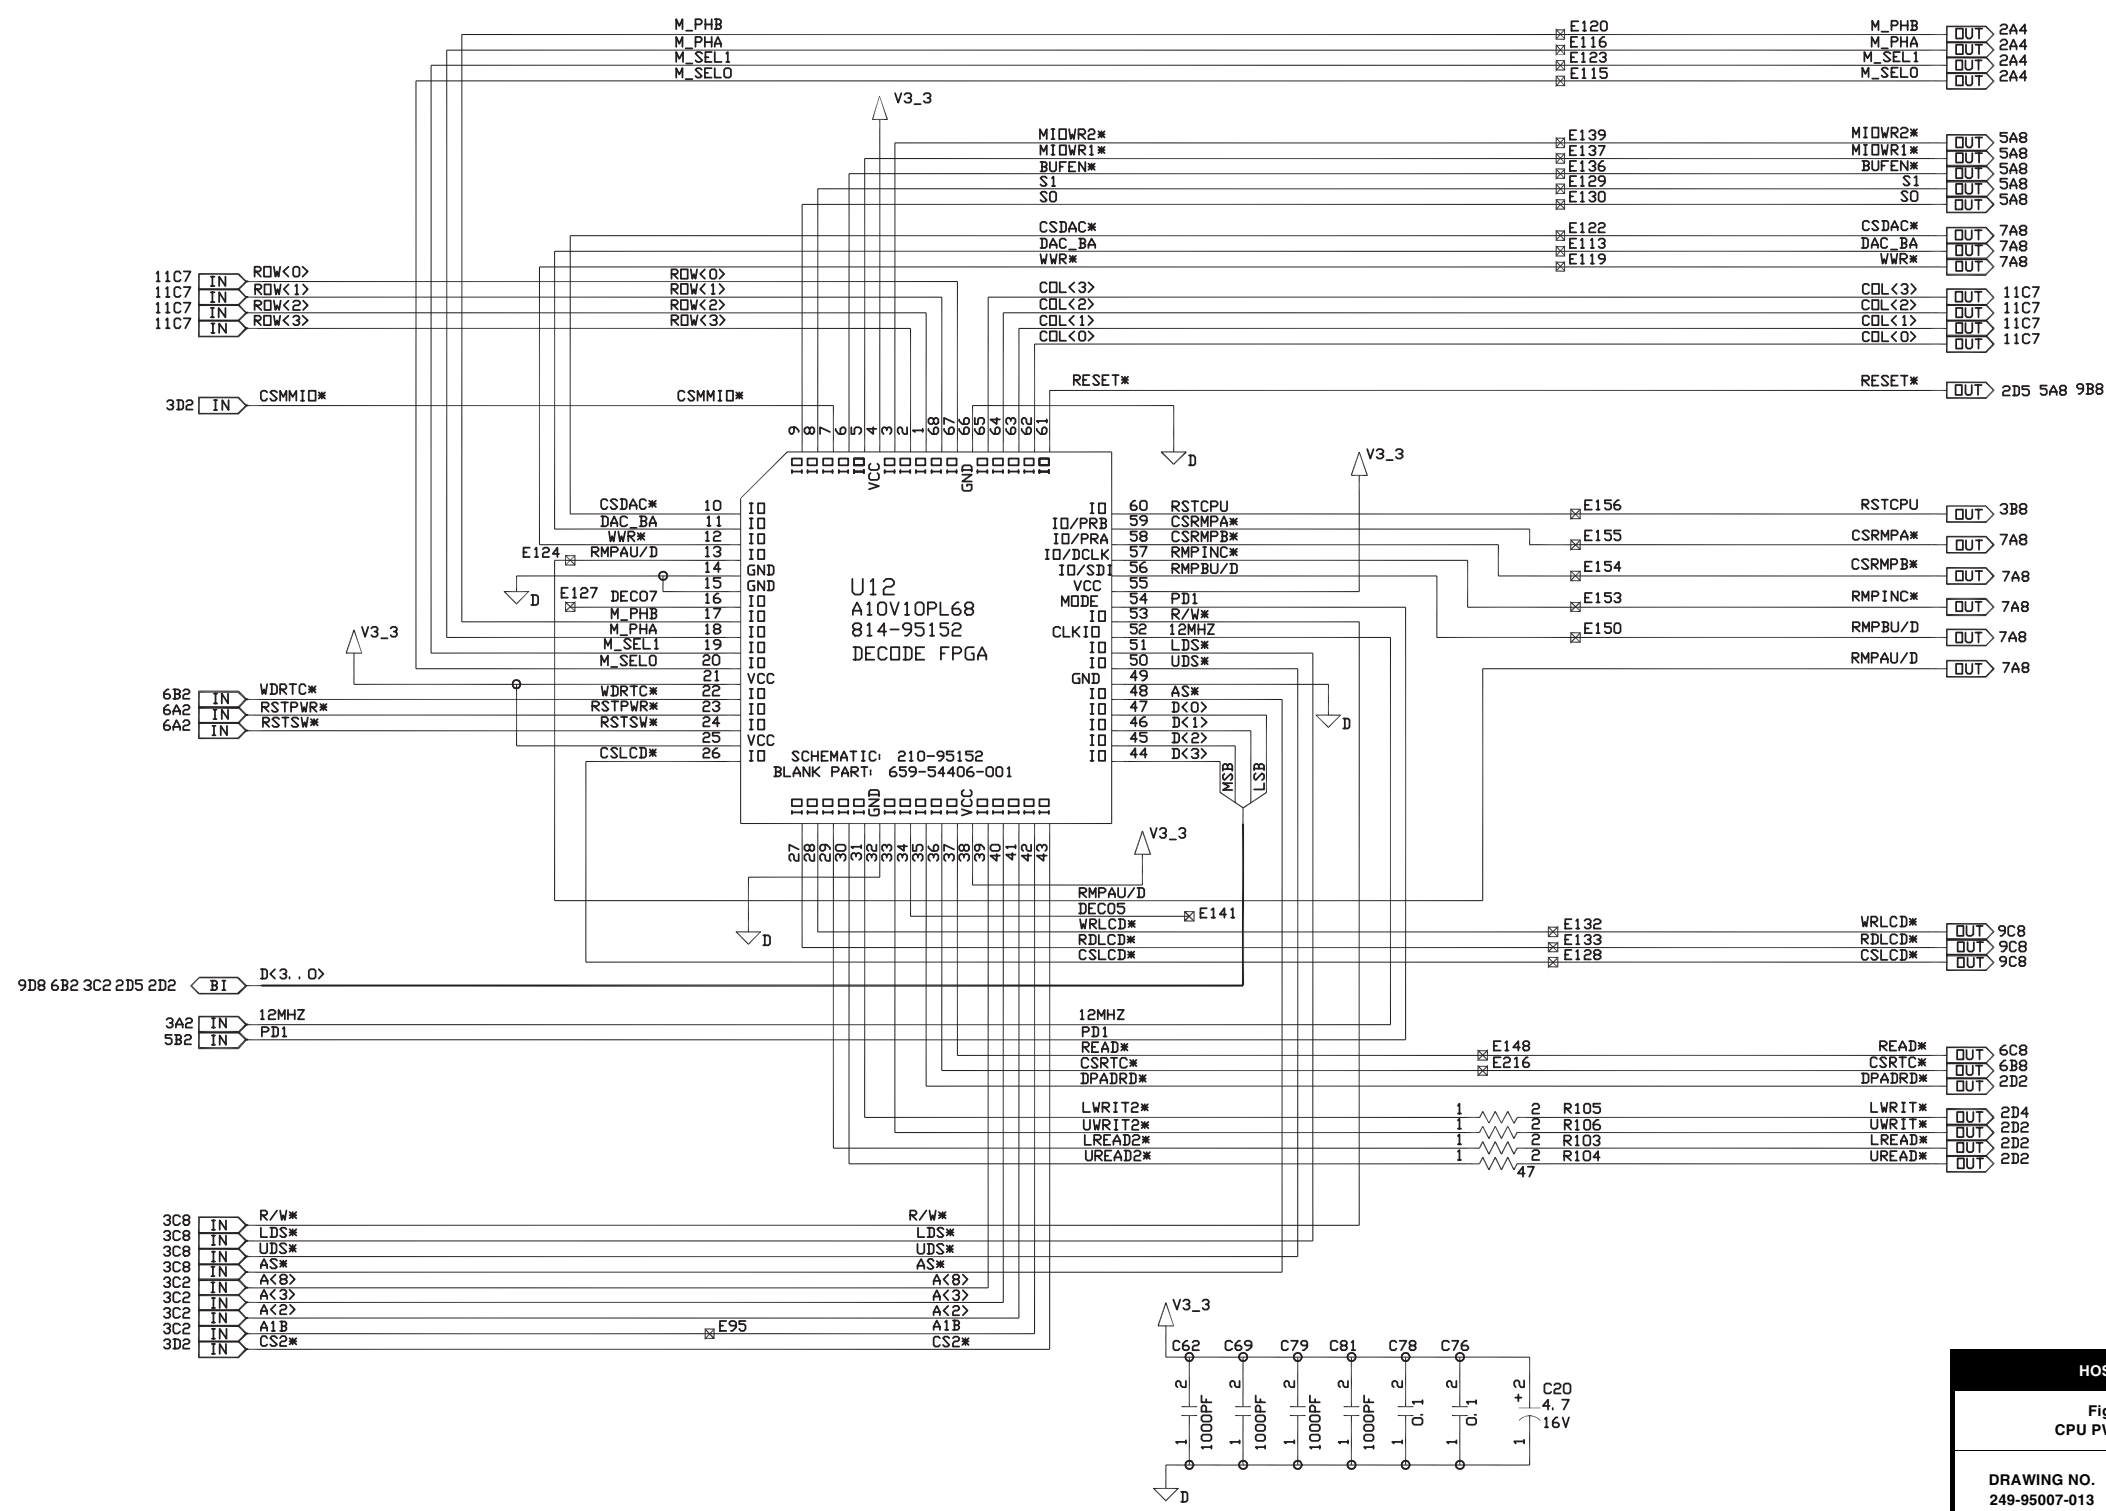 M_PHB E120 M_PHB OUT 2A4
M_PHA E116 M_PHA OUT 2A4
M_SEL1 E123 M_SEL1 OUT 2A4
M_SEL0 E115 M_SEL0 OUT 2A4
V3_3
MIOWR2* E139 MIOWR2* OUT 5A8
MIOWR1* E137 MIOWR1* OUT 5A8
BUFEN* E136 BUFEN* OUT 5A8
S1 E129 S1 OUT 5A8
S0 E130 S0 OUT 5A8
CSDAC* E122 CSDAC* OUT 7A8
DAC_BA E113 DAC_BA OUT 7A8
WWR* E119 WWR* OUT 7A8
11C7 IN ROW<0> ROW<0>
11C7 IN ROW<1> ROW<1> COL<3> COL<3> OUT 11C7
11C7 IN ROW<2> ROW<2> COL<2> COL<2> OUT 11C7
11C7 IN ROW<3> ROW<3> COL<1> COL<1> OUT 11C7
COL<0> COL<0> OUT 11C7
RESET* RESET* OUT 2D5 5A8 9B8
3D2 IN CSMMIO* CSMMIO*
9 8 7 6 5 4 3 2 1 68 67 66 65 64 63 62 61
IO IO IO IO IO VCC IO IO IO IO IO GND IO IO IO IO IO
D
V3_3
CSDAC* 10 IO
DAC_BA 11 IO
WWR* 12 IO
E124 RMPAU/D 13 IO
14 GND
15 GND
D
E127 DECO7 16 IO
M_PHB 17 IO
M_PHA 18 IO
M_SEL1 19 IO
M_SEL0 20 IO
V3_3
21 VCC
6B2 IN WDRTC* WDRTC* 22 IO
6A2 IN RSTPWR* RSTPWR* 23 IO
6A2 IN RSTSW* RSTSW* 24 IO
25 VCC
CSLCD* 26 IO
U12
A10V10PL68
814-95152
DECODE FPGA
SCHEMATIC: 210-95152
BLANK PART: 659-54406-001
IO 60 RSTCPU E156 RSTCPU OUT 3B8
IO/PRB 59 CSRMPA* E155 CSRMPA* OUT 7A8
IO/PRA 58 CSRMPB* E154 CSRMPB* OUT 7A8
IO/DCLK 57 RMPINC* E153 RMPINC* OUT 7A8
IO/SDI 56 RMPBU/D E150 RMPBU/D OUT 7A8
RMPAU/D OUT 7A8
VCC 55
MODE 54 PD1
IO 53 R/W*
CLKIO 52 12MHZ
IO 51 LDS*
IO 50 UDS*
GND 49
IO 48 AS*
IO 47 D<0>
IO 46 D<1>
IO 45 D<2>
IO 44 D<3>
D
MSB LSB
IO IO IO IO IO GND IO IO IO IO IO VCC IO IO IO IO IO
27 28 29 30 31 32 33 34 35 36 37 38 39 40 41 42 43
V3_3
D
RMPAU/D
DECO5 E141
WRLCD* E132 WRLCD* OUT 9C8
RDLCD* E133 RDLCD* OUT 9C8
CSLCD* E128 CSLCD* OUT 9C8
9D8 6B2 3C2 2D5 2D2 BI D<3..0>
3A2 IN 12MHZ 12MHZ
5B2 IN PD1 PD1
READ* E148 READ* OUT 6C8
CSRTC* E216 CSRTC* OUT 6B8
DPADRD* DPADRD* OUT 2D2
LWRIT2* 1 2 R105 LWRIT* OUT 2D4
UWRIT2* 1 2 R106 UWRIT* OUT 2D2
LREAD2* 1 2 R103 LREAD* OUT 2D2
UREAD2* 1 2 R104 UREAD* OUT 2D2
47
3C8 IN R/W* R/W*
3C8 IN LDS* LDS*
3C8 IN UDS* UDS*
3C8 IN AS* AS*
3C2 IN A<8> A<8>
3C2 IN A<3> A<3>
3C2 IN A<2> A<2>
3C2 IN A1B E95 A1B
3D2 IN CS2* CS2*
V3_3
C62 C69 C79 C81 C78 C76
2 2 2 2 2 2 + 2 C20
1000PF 1000PF 1000PF 1000PF 0.1 0.1 4.7
16V
1 1 1 1 1 1 1
D
HOS
Fig
CPU PW
DRAWING NO.
249-95007-013